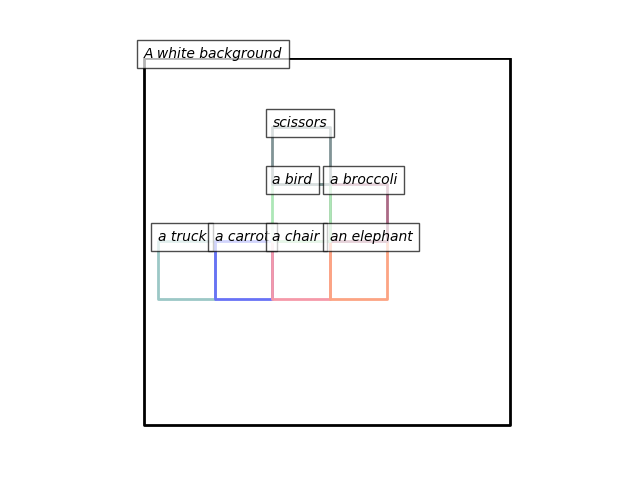 A white background
scissors
a bird
a broccoli
a truck
a carrot
a chair
an elephant